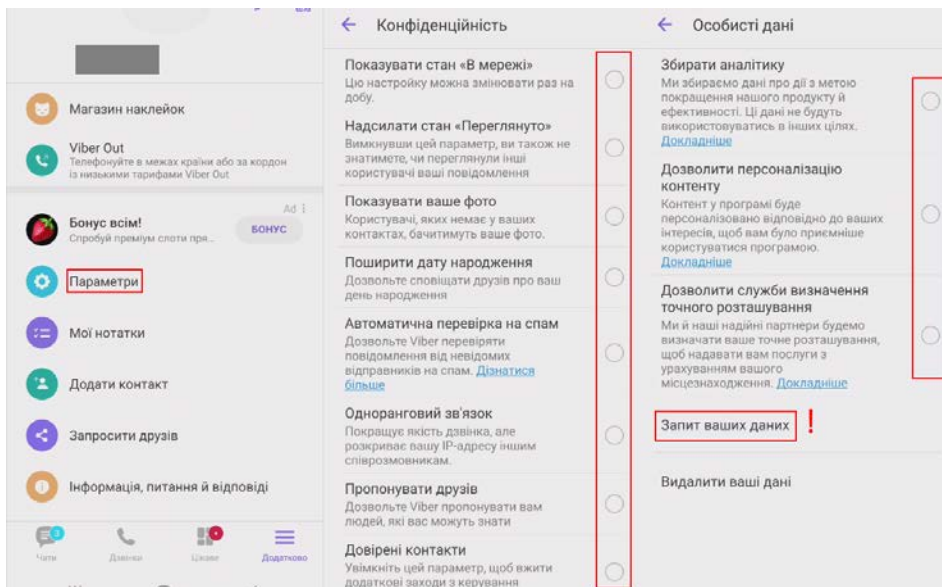 Магазин наклейок
Viber Out
Телефонуйте в межах країни або за кордон
із низькими тарифами Viber Out
Ad
Бонус всім!
Спробуй преміум слоти пря...
БОНУС
Параметри
Мої нотатки
Додати контакт
Запросити друзів
Інформація, питання й відповіді
3
Чати
Дзвінки
Цікаве
Додатково
Конфіденційність
Показувати стан «В мережі»
Цю настройку можна змінювати раз на
добу.
Надсилати стан «Переглянуто»
Вимкнувши цей параметр, ви також не
знатимете, чи переглянули інші
користувачі ваші повідомлення
Показувати ваше фото
Користувачі, яких немає у ваших
контактах, бачитимуть ваше фото.
Поширити дату народження
Дозвольте сповіщати друзів про ваш
день народження
Автоматична перевірка на спам
Дозвольте Viber перевіряти
повідомлення від невідомих
відправників на спам. Дізнатися
більше
Одноранговий зв'язок
Покращує якість дзвінка, але
розкриває вашу IP-адресу іншим
співрозмовникам.
Пропонувати друзів
Дозвольте Viber пропонувати вам
людей, які вас можуть знати
Довірені контакти
Увімкніть цей параметр, щоб вжити
додаткові заходи з керування
Особисті дані
Збирати аналітику
Ми збираємо дані про дії з метою
покращення нашого продукту й
ефективності. Ці дані не будуть
використовуватись в інших цілях.
Докладніше
Дозволити персоналізацію
контенту
Контент у програмі буде
персоналізовано відповідно до ваших
інтересів, щоб вам було приємніше
користуватися програмою.
Докладніше
Дозволити служби визначення
точного розташування
Ми й наші надійні партнери будемо
визначати ваше точне розташування,
щоб надавати вам послуги з
урахуванням вашого
місцезнаходження. Докладніше
Запит ваших даних !
Видалити ваші дані